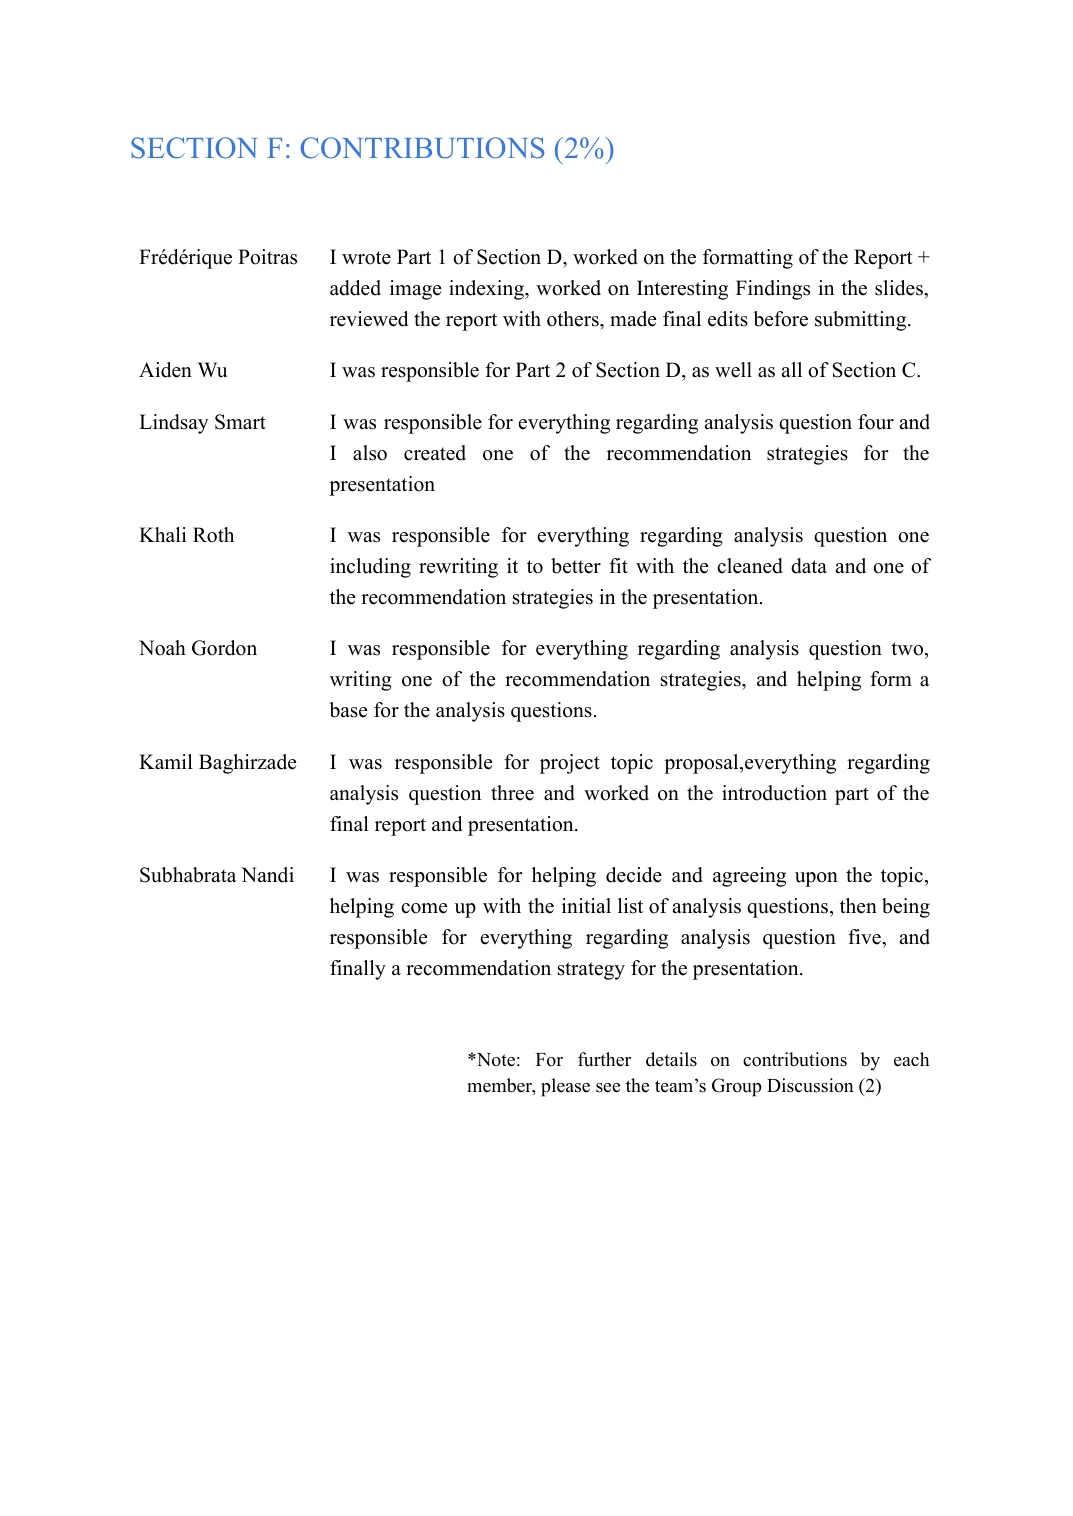 SECTION F: CONTRIBUTIONS (2%)
Frédérique Poitras I wrote Part 1 of Section D, worked on the formatting of the Report +
added image indexing, worked on Interesting Findings in the slides,
reviewed the report with others, made final edits before submitting.
Aiden Wu I was responsible for Part 2 of Section D, as well as all of Section C.
Lindsay Smart I was responsible for everything regarding analysis question four and
I also created one of the recommendation strategies for the
presentation
Khali Roth I was responsible for everything regarding analysis question one
including rewriting it to better fit with the cleaned data and one of
the recommendation strategies in the presentation.
Noah Gordon I was responsible for everything regarding analysis question two,
writing one of the recommendation strategies, and helping form a
base for the analysis questions.
Kamil Baghirzade I was responsible for project topic proposal,everything regarding
analysis question three and worked on the introduction part of the
final report and presentation.
Subhabrata Nandi I was responsible for helping decide and agreeing upon the topic,
helping come up with the initial list of analysis questions, then being
responsible for everything regarding analysis question five, and
finally a recommendation strategy for the presentation.
*Note: For further details on contributions by each
member, please see the team’s Group Discussion (2)